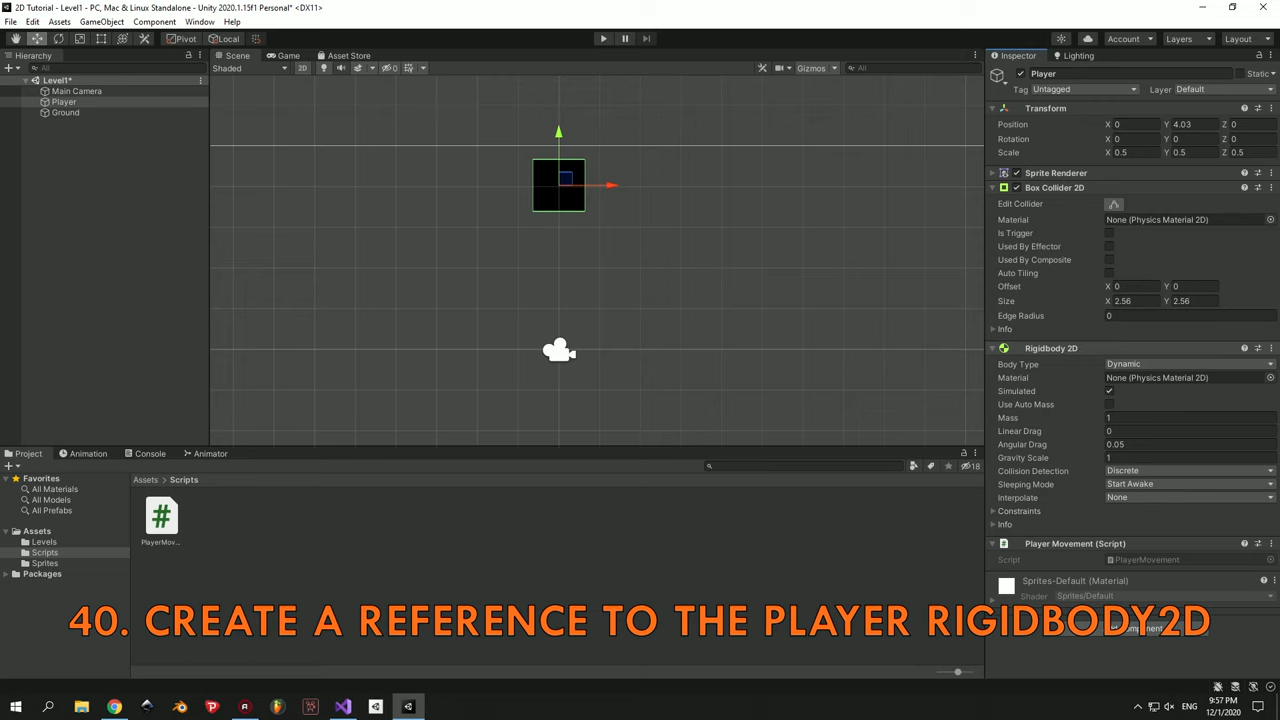 2D Tutorial - Level1 - PC, Mac & Linux Standalone - Unity 2020.1.15f1 Personal* <DX11>
File Edit Assets GameObject Component Window Help
Pivot Local Account Layers Layout
Hierarchy Scene Game Asset Store Inspector Lighting
All Shaded 2D 0 Gizmos All
Level1*
Main Camera
Player
Ground
Player Static
Tag Untagged Layer Default
Transform
Position X 0 Y 4.03 Z 0
Rotation X 0 Y 0 Z 0
Scale X 0.5 Y 0.5 Z 0.5
Sprite Renderer
Box Collider 2D
Edit Collider
Material None (Physics Material 2D)
Is Trigger
Used By Effector
Used By Composite
Auto Tiling
Offset X 0 Y 0
Size X 2.56 Y 2.56
Edge Radius 0
Info
Rigidbody 2D
Body Type Dynamic
Material None (Physics Material 2D)
Simulated
Use Auto Mass
Mass 1
Linear Drag 0
Angular Drag 0.05
Gravity Scale 1
Collision Detection Discrete
Sleeping Mode Start Awake
Interpolate None
Constraints
Info
Player Movement (Script)
Script PlayerMovement
Sprites-Default (Material)
Shader Sprites/Default
Project Animation Console Animator
18
Favorites
All Materials
All Models
All Prefabs
Assets
Levels
Scripts
Sprites
Packages
Assets > Scripts
#
PlayerMov...
40. CREATE A REFERENCE TO THE PLAYER RIGIDBODY2D
ENG
9:57 PM
12/1/2020